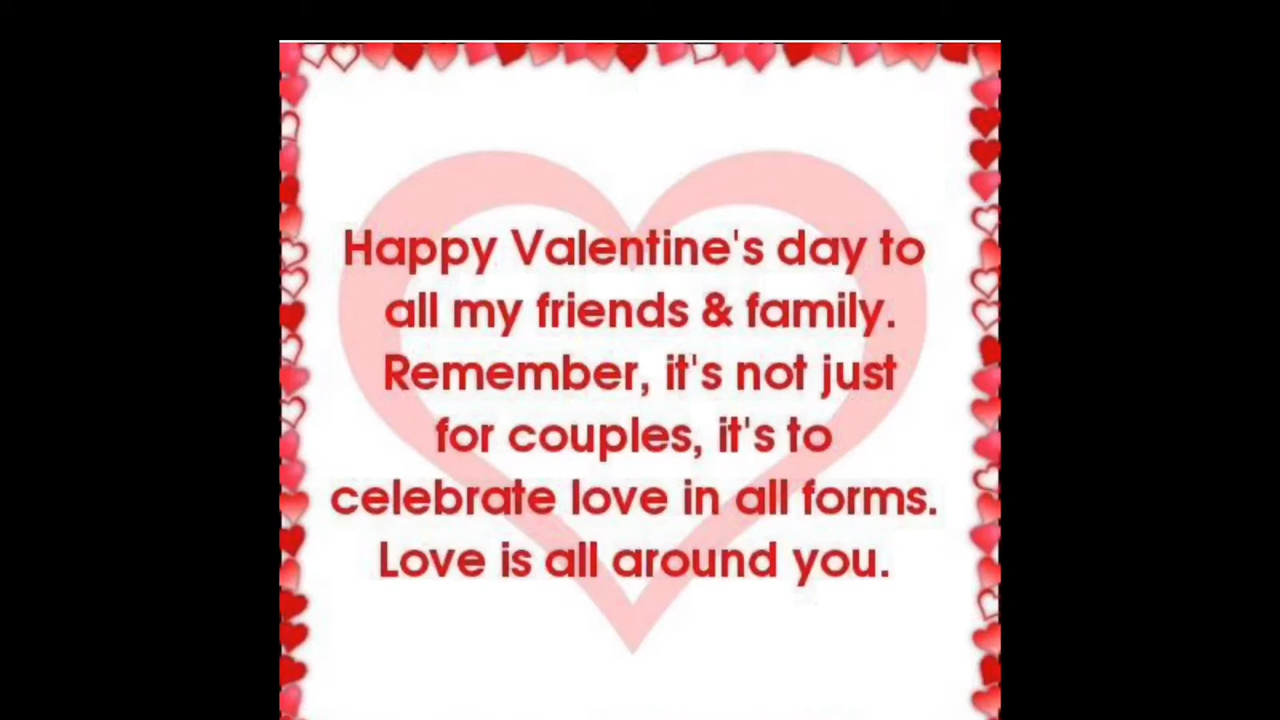 Happy Valentine's day to
all my friends & family.
Remember, it's not just
for couples, it's to
celebrate love in all forms.
Love is all around you.